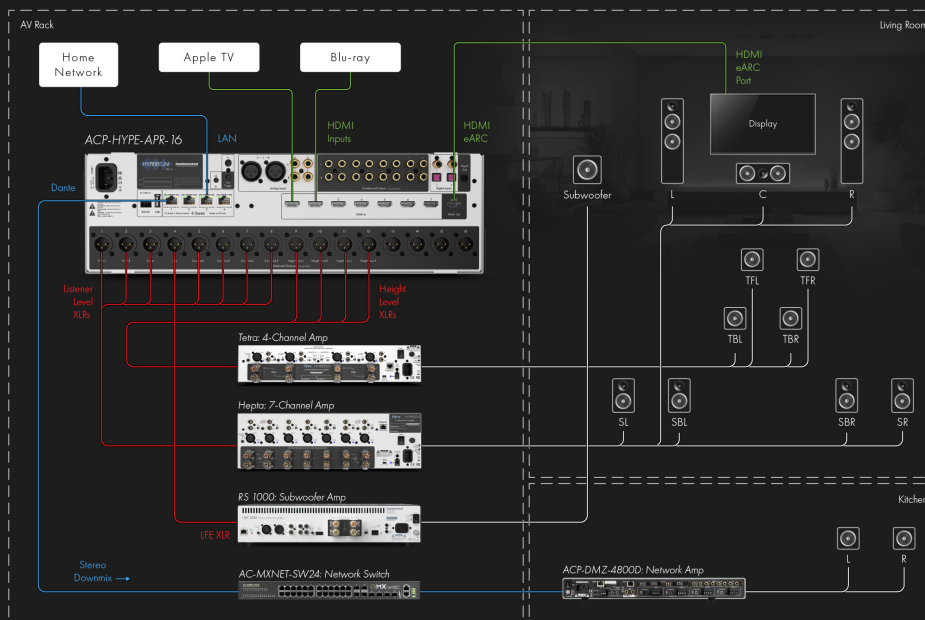 AV Rack
Living Room
Home
Network
Apple TV
Blu-ray
HDMI
eARC
Port
Display
ACP-HYPE-APR-16
LAN
HDMI
Inputs
HDMI
eARC
Dante
Subwoofer
L
C
R
Listener
Level
XLRs
Height
Level
XLRs
TFL
TFR
TBL
TBR
Tetra: 4-Channel Amp
Hepta: 7-Channel Amp
SL
SBL
SBR
SR
RS 1000: Subwoofer Amp
LFE XLR
Kitchen
Stereo
Downmix →
AC-MXNET-SW24: Network Switch
ACP-DMZ-4800D: Network Amp
L
R